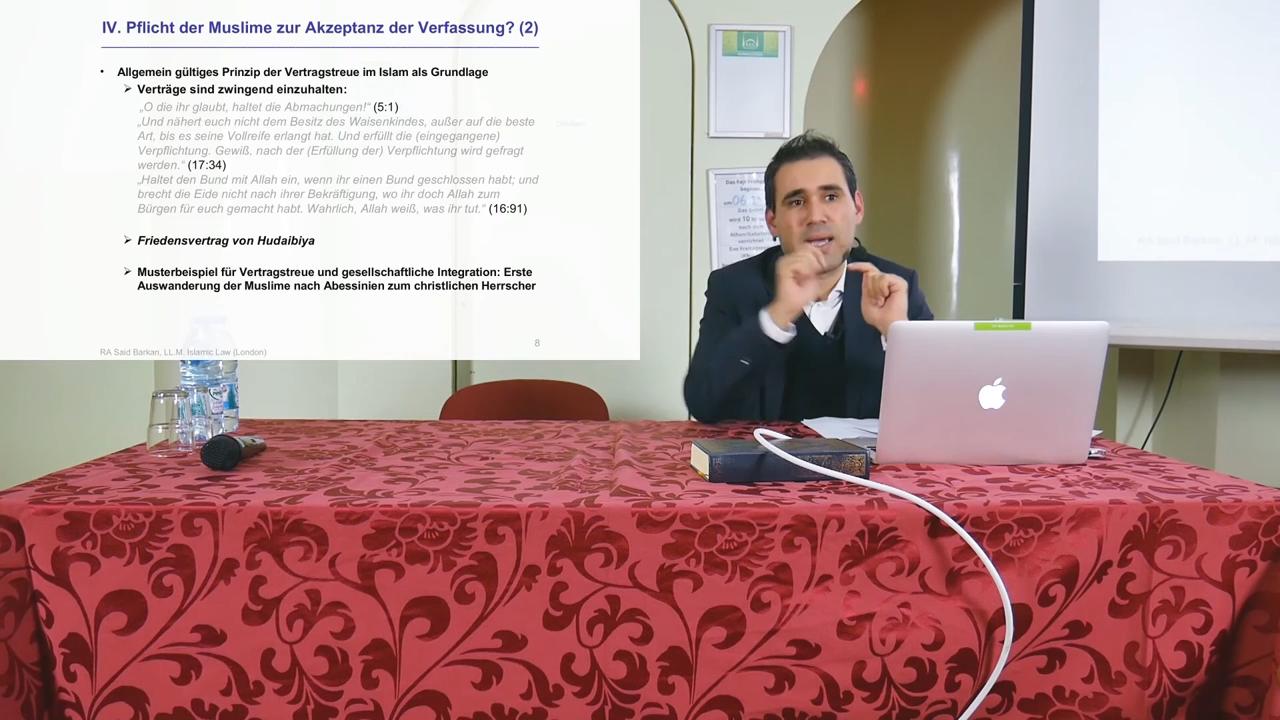 IV. Pflicht der Muslime zur Akzeptanz der Verfassung? (2)
• Allgemein gültiges Prinzip der Vertragstreue im Islam als Grundlage
➢ Verträge sind zwingend einzuhalten:
„O die ihr glaubt, haltet die Abmachungen!“ (5:1)
„Und nähert euch nicht dem Besitz des Waisenkindes, außer auf die beste
Art, bis es seine Vollreife erlangt hat. Und erfüllt die (eingegangene)
Verpflichtung. Gewiß, nach der (Erfüllung der) Verpflichtung wird gefragt
werden.“ (17:34)
„Haltet den Bund mit Allah ein, wenn ihr einen Bund geschlossen habt; und
brecht die Eide nicht nach ihrer Bekräftigung, wo ihr doch Allah zum
Bürgen für euch gemacht habt. Wahrlich, Allah weiß, was ihr tut.“ (16:91)
➢ Friedensvertrag von Hudaibiya
➢ Musterbeispiel für Vertragstreue und gesellschaftliche Integration: Erste
Auswanderung der Muslime nach Abessinien zum christlichen Herrscher
RA Said Barkan, LL.M. Islamic Law (London)
8